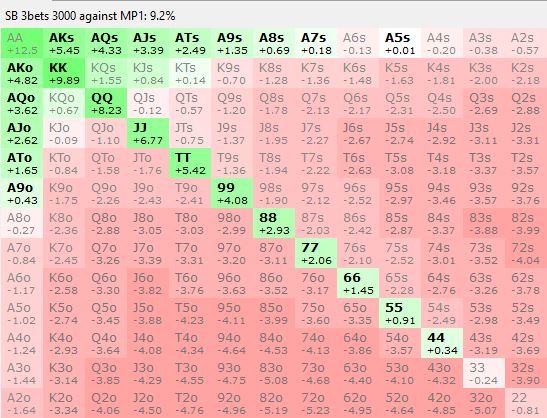 SB 3bets 3000 against MP1: 9.2%
AA AKs AQs AJs ATs A9s A8s A7s A6s A5s A4s A3s A2s
+12.5 +5.45 +4.33 +3.39 +2.49 +1.35 +0.69 +0.18 -0.13 +0.01 -0.20 -0.38 -0.57
AKo KK KQs KJs KTs K9s K8s K7s K6s K5s K4s K3s K2s
+4.82 +9.89 +1.55 +0.84 +0.14 -0.70 -1.28 -1.36 -1.48 -1.63 -1.81 -2.00 -2.18
AQo KQo QQ QJs QTs Q9s Q8s Q7s Q6s Q5s Q4s Q3s Q2s
+3.62 +0.67 +8.23 -0.12 -0.57 -1.20 -1.78 -2.13 -2.17 -2.31 -2.50 -2.69 -2.88
AJo KJo QJo JJ JTs J9s J8s J7s J6s J5s J4s J3s J2s
+2.62 -0.09 -1.10 +6.77 -0.75 -1.37 -1.95 -2.27 -2.67 -2.74 -2.92 -3.11 -3.31
ATo KTo QTo JTo TT T9s T8s T7s T6s T5s T4s T3s T2s
+1.65 -0.84 -1.58 -1.76 +5.42 -1.36 -1.94 -2.22 -2.63 -3.08 -3.18 -3.37 -3.57
A9o K9o Q9o J9o T9o 99 98s 97s 96s 95s 94s 93s 92s
+0.43 -1.75 -2.26 -2.43 -2.41 +4.08 -1.90 -2.12 -2.52 -2.97 -3.46 -3.57 -3.76
A8o K8o Q8o J8o T8o 98o 88 87s 86s 85s 84s 83s 82s
-0.27 -2.36 -2.88 -3.05 -3.03 -2.99 +2.93 -2.03 -2.42 -2.87 -3.37 -3.88 -3.99
A7o K7o Q7o J7o T7o 97o 87o 77 76s 75s 74s 73s 72s
-0.84 -2.45 -3.26 -3.39 -3.31 -3.20 -3.11 +2.06 -2.10 -2.52 -3.01 -3.52 -4.04
A6o K6o Q6o J6o T6o 96o 86o 76o 66 65s 64s 63s 62s
-1.17 -2.58 -3.30 -3.82 -3.76 -3.63 -3.52 -3.17 +1.45 -2.28 -2.76 -3.26 -3.78
A5o K5o Q5o J5o T5o 95o 85o 75o 65o 55 54s 53s 52s
-1.02 -2.74 -3.45 -3.88 -4.23 -4.11 -3.99 -3.60 -3.35 +0.91 -2.49 -2.98 -3.49
A4o K4o Q4o J4o T4o 94o 84o 74o 64o 54o 44 43s 42s
-1.24 -2.93 -3.64 -4.08 -4.34 -4.64 -4.53 -4.13 -3.86 -3.57 +0.34 -3.19 -3.69
A3o K3o Q3o J3o T3o 93o 83o 73o 63o 53o 43o 33 32s
-1.44 -3.14 -3.85 -4.29 -4.55 -4.75 -5.08 -4.68 -4.40 -4.10 -4.32 -0.24 -3.90
A2o K2o Q2o J2o T2o 92o 82o 72o 62o 52o 42o 32o 22
-1.66 -3.34 -4.06 -4.50 -4.76 -4.96 -5.19 -5.23 -4.95 -4.64 -4.85 -0.81